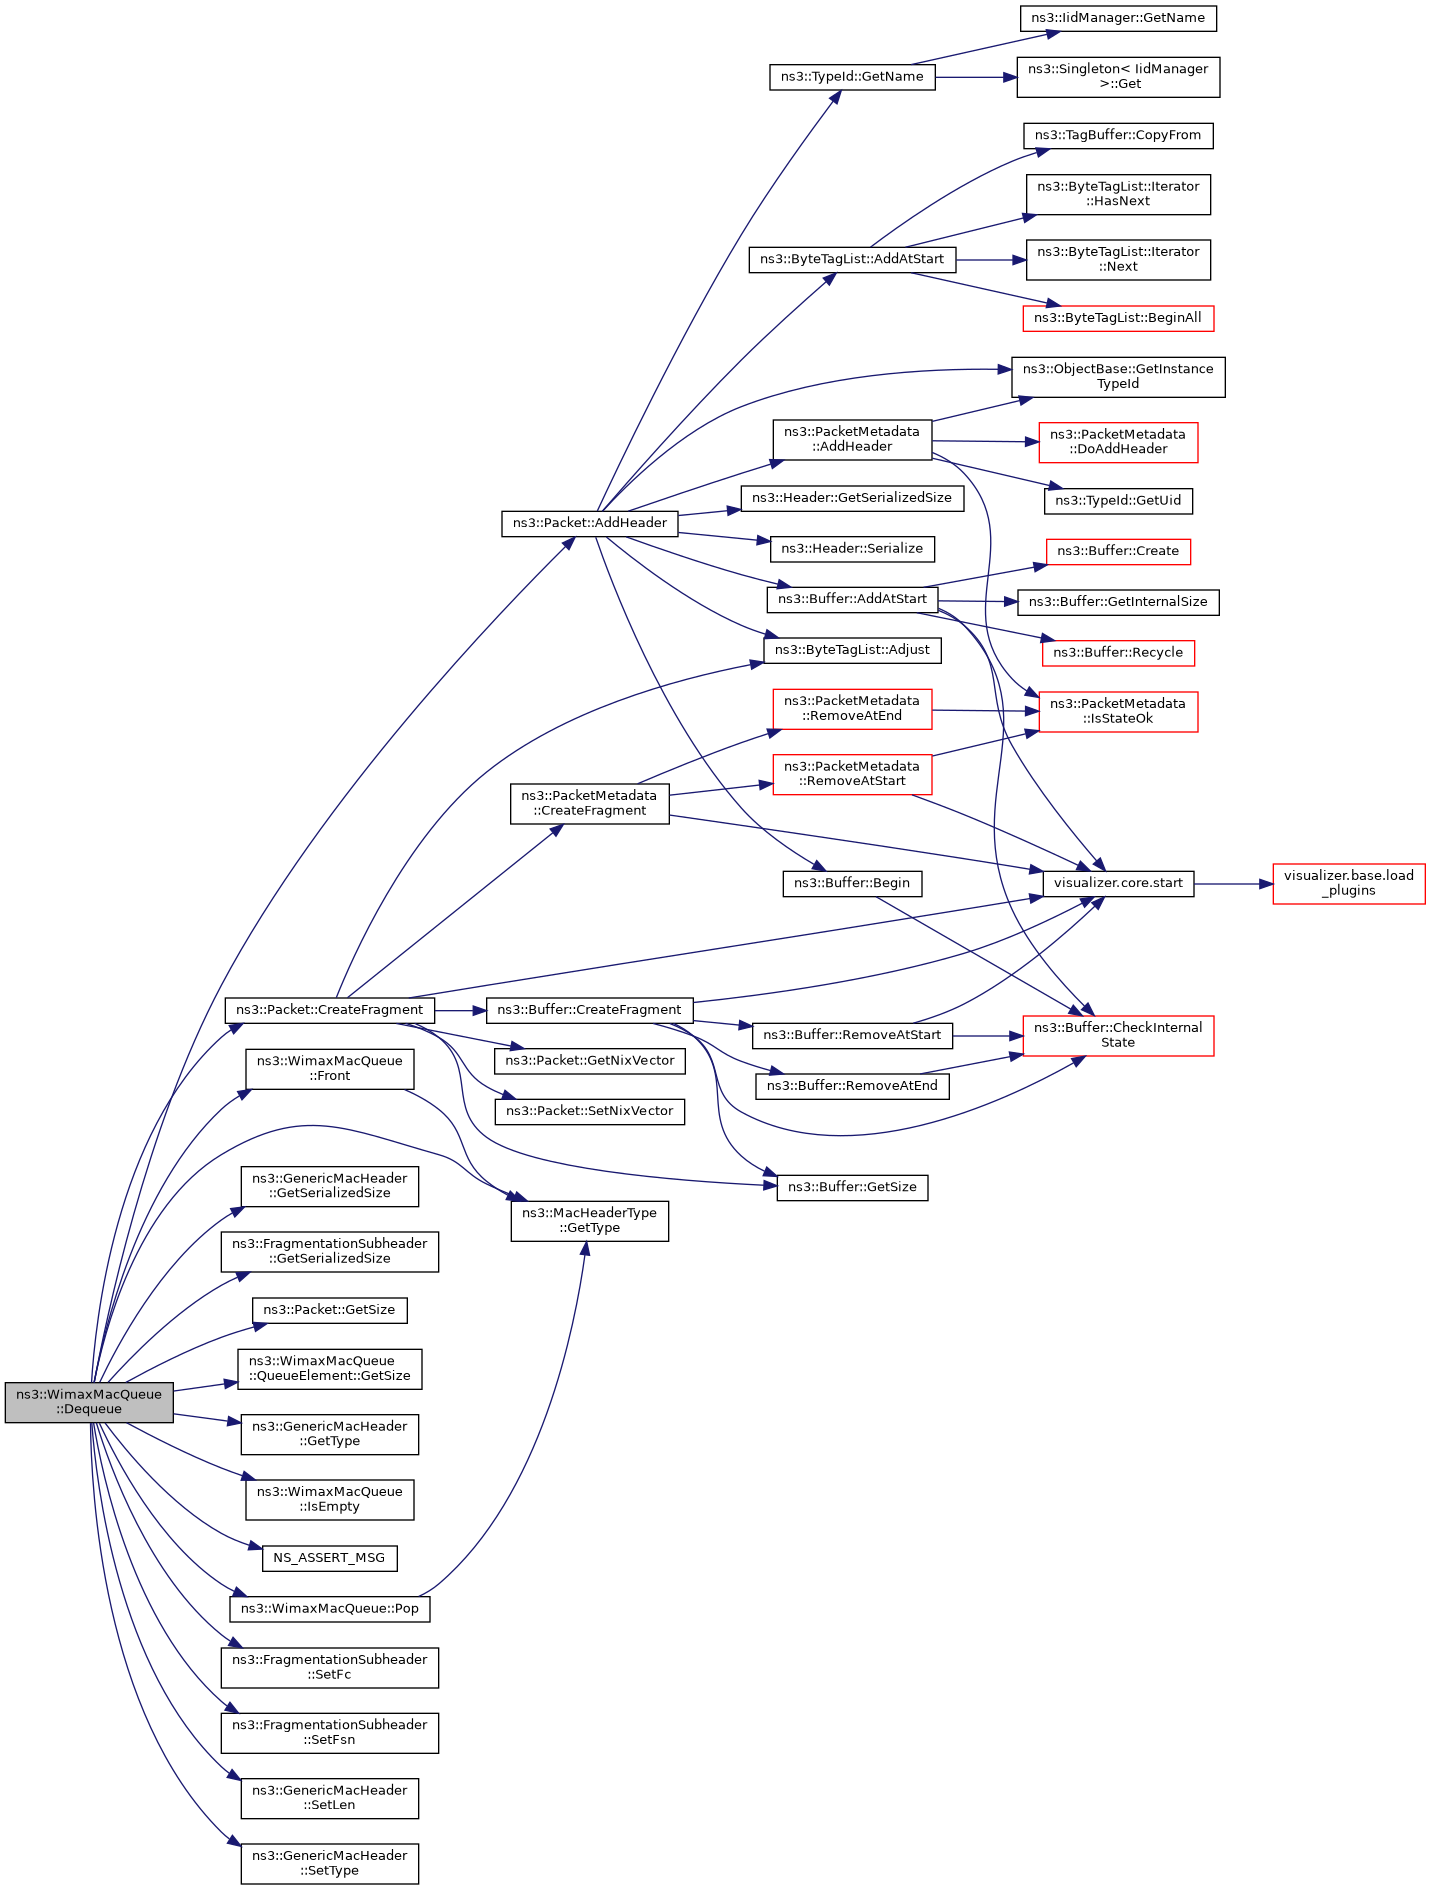 ns3::IidManager::GetName
ns3::TypeId::GetName
ns3::Singleton< IidManager
>::Get
ns3::TagBuffer::CopyFrom
ns3::ByteTagList::Iterator
::HasNext
ns3::ByteTagList::AddAtStart
ns3::ByteTagList::Iterator
::Next
ns3::ByteTagList::BeginAll
ns3::ObjectBase::GetInstance
TypeId
ns3::PacketMetadata
::AddHeader
ns3::PacketMetadata
::DoAddHeader
ns3::Header::GetSerializedSize
ns3::TypeId::GetUid
ns3::Packet::AddHeader
ns3::Header::Serialize
ns3::Buffer::Create
ns3::Buffer::AddAtStart
ns3::Buffer::GetInternalSize
ns3::ByteTagList::Adjust
ns3::Buffer::Recycle
ns3::PacketMetadata
::RemoveAtEnd
ns3::PacketMetadata
::IsStateOk
ns3::PacketMetadata
::RemoveAtStart
ns3::PacketMetadata
::CreateFragment
ns3::Buffer::Begin
visualizer.core.start
visualizer.base.load
_plugins
ns3::Packet::CreateFragment
ns3::Buffer::CreateFragment
ns3::Buffer::RemoveAtStart
ns3::Buffer::CheckInternal
State
ns3::WimaxMacQueue
::Front
ns3::Packet::GetNixVector
ns3::Buffer::RemoveAtEnd
ns3::Packet::SetNixVector
ns3::GenericMacHeader
::GetSerializedSize
ns3::Buffer::GetSize
ns3::MacHeaderType
::GetType
ns3::FragmentationSubheader
::GetSerializedSize
ns3::Packet::GetSize
ns3::WimaxMacQueue
::QueueElement::GetSize
ns3::WimaxMacQueue
::Dequeue
ns3::GenericMacHeader
::GetType
ns3::WimaxMacQueue
::IsEmpty
NS_ASSERT_MSG
ns3::WimaxMacQueue::Pop
ns3::FragmentationSubheader
::SetFc
ns3::FragmentationSubheader
::SetFsn
ns3::GenericMacHeader
::SetLen
ns3::GenericMacHeader
::SetType